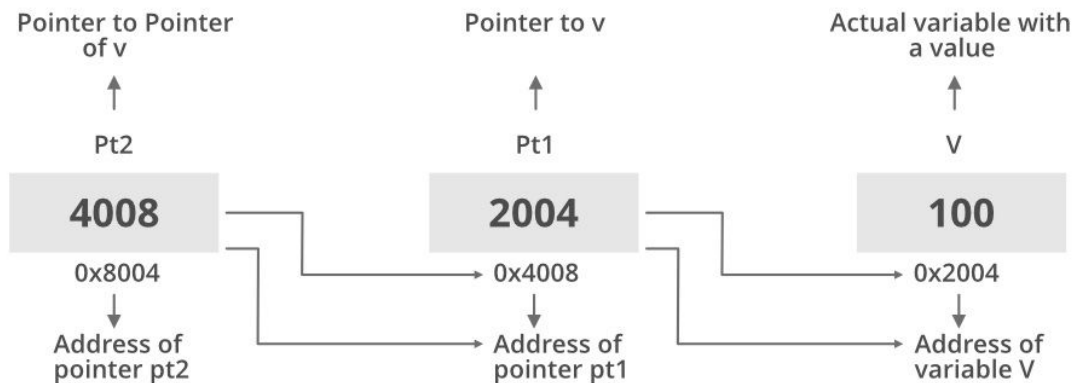 Pointer to Pointer
of v
Pointer to v
Actual variable with
a value
Pt2
Pt1
V
4008
2004
100
0x8004
0x4008
0x2004
Address of
pointer pt2
Address of
pointer pt1
Address of
variable V